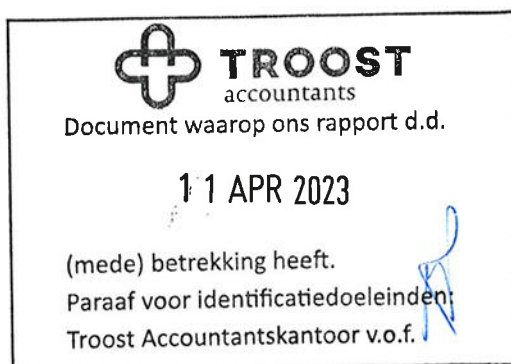 TROOST
accountants
Document waarop ons rapport d.d.
11 APR 2023
(mede) betrekking heeft.
Paraaf voor identificatiedoeleinden:
Troost Accountantskantoor v.o.f.